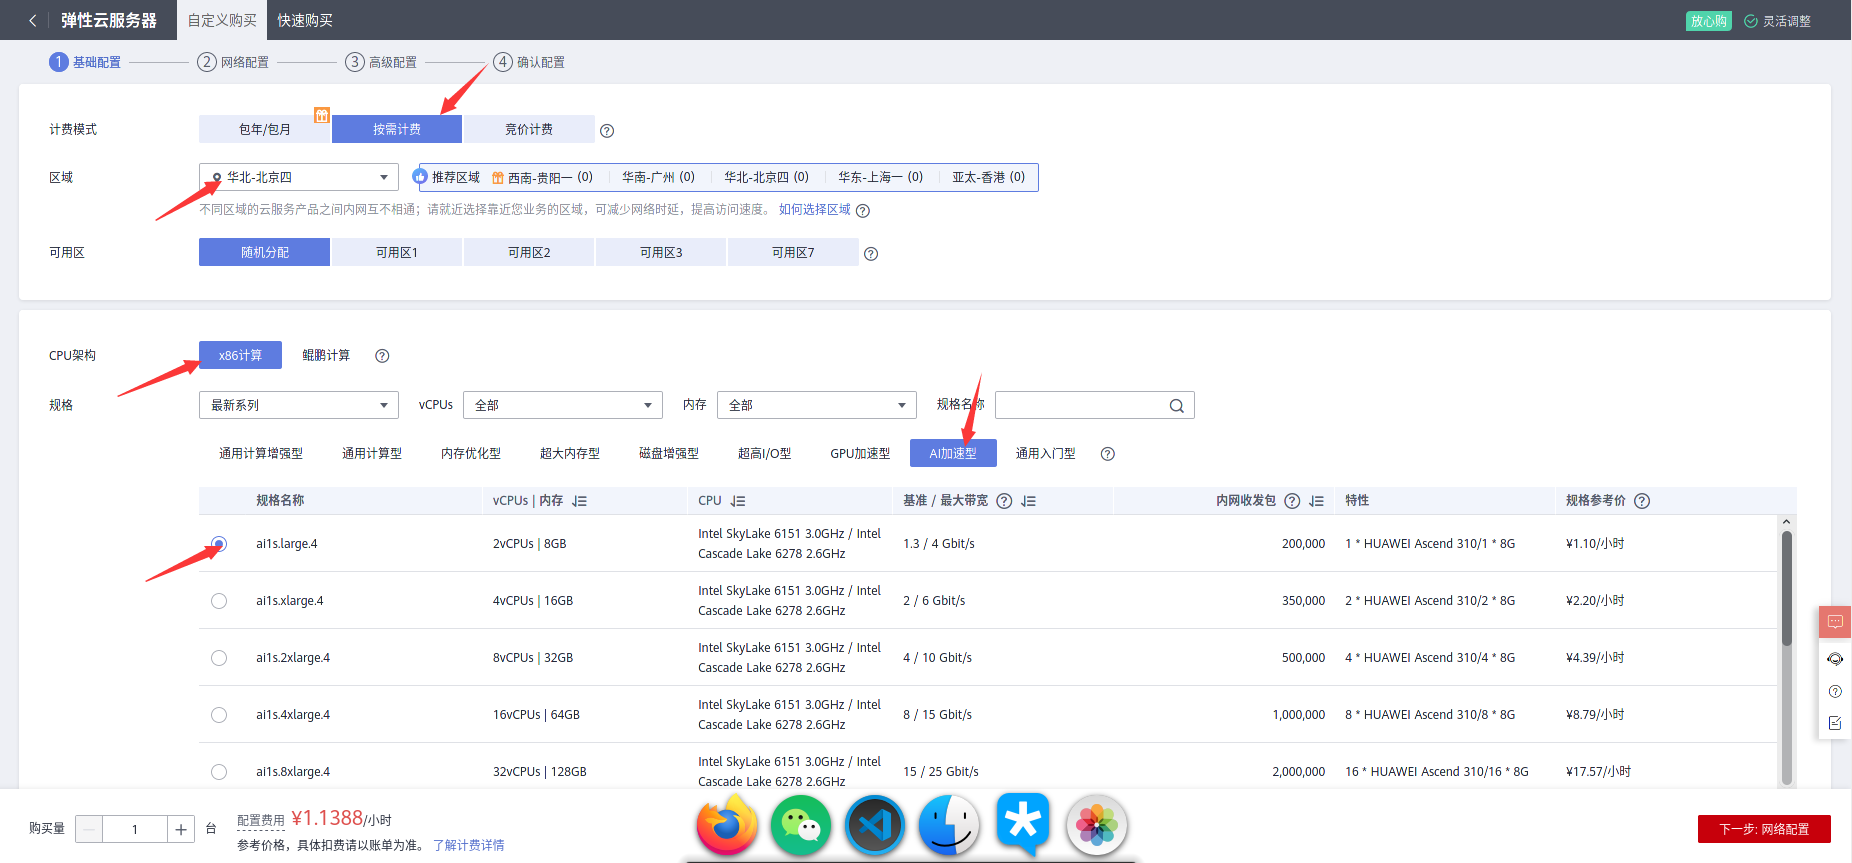 弹性云服务器 自定义购买 快速购买 放心购 灵活调整
1 基础配置 2 网络配置 3 高级配置 4 确认配置
计费模式 包年/包月 按需计费 竞价计费
区域 华北-北京四 推荐区域 西南-贵阳一 (0) 华南-广州 (0) 华北-北京四 (0) 华东-上海一 (0) 亚太-香港 (0)
不同区域的云服务产品之间内网互不相通；请就近选择靠近您业务的区域，可减少网络时延，提高访问速度。 如何选择区域
可用区 随机分配 可用区1 可用区2 可用区3 可用区7
CPU架构 x86计算 鲲鹏计算
规格 最新系列 vCPUs 全部 内存 全部 规格名称
通用计算增强型 通用计算型 内存优化型 超大内存型 磁盘增强型 超高I/O型 GPU加速型 AI加速型 通用入门型
规格名称 vCPUs | 内存 CPU 基准 / 最大带宽 内网收发包 特性 规格参考价
ai1s.large.4 2vCPUs | 8GB Intel SkyLake 6151 3.0GHz / Intel Cascade Lake 6278 2.6GHz 1.3 / 4 Gbit/s 200,000 1 * HUAWEI Ascend 310/1 * 8G ¥1.10/小时
ai1s.xlarge.4 4vCPUs | 16GB Intel SkyLake 6151 3.0GHz / Intel Cascade Lake 6278 2.6GHz 2 / 6 Gbit/s 350,000 2 * HUAWEI Ascend 310/2 * 8G ¥2.20/小时
ai1s.2xlarge.4 8vCPUs | 32GB Intel SkyLake 6151 3.0GHz / Intel Cascade Lake 6278 2.6GHz 4 / 10 Gbit/s 500,000 4 * HUAWEI Ascend 310/4 * 8G ¥4.39/小时
ai1s.4xlarge.4 16vCPUs | 64GB Intel SkyLake 6151 3.0GHz / Intel Cascade Lake 6278 2.6GHz 8 / 15 Gbit/s 1,000,000 8 * HUAWEI Ascend 310/8 * 8G ¥8.79/小时
ai1s.8xlarge.4 32vCPUs | 128GB Intel SkyLake 6151 3.0GHz / Intel Cascade Lake 6278 2.6GHz 15 / 25 Gbit/s 2,000,000 16 * HUAWEI Ascend 310/16 * 8G ¥17.57/小时
购买量 1 台 配置费用 ¥1.1388/小时 下一步: 网络配置
参考价格，具体扣费请以账单为准。 了解计费详情